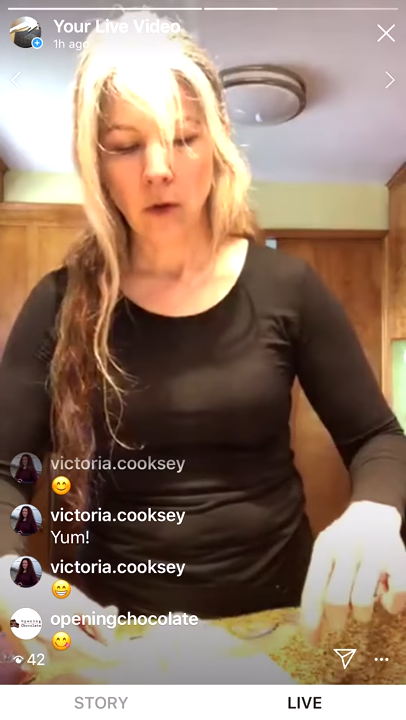 Your Live Video
1h ago
victoria.cooksey
😊
victoria.cooksey
Yum!
victoria.cooksey
😁
openingchocolate
😋
42
STORY
LIVE